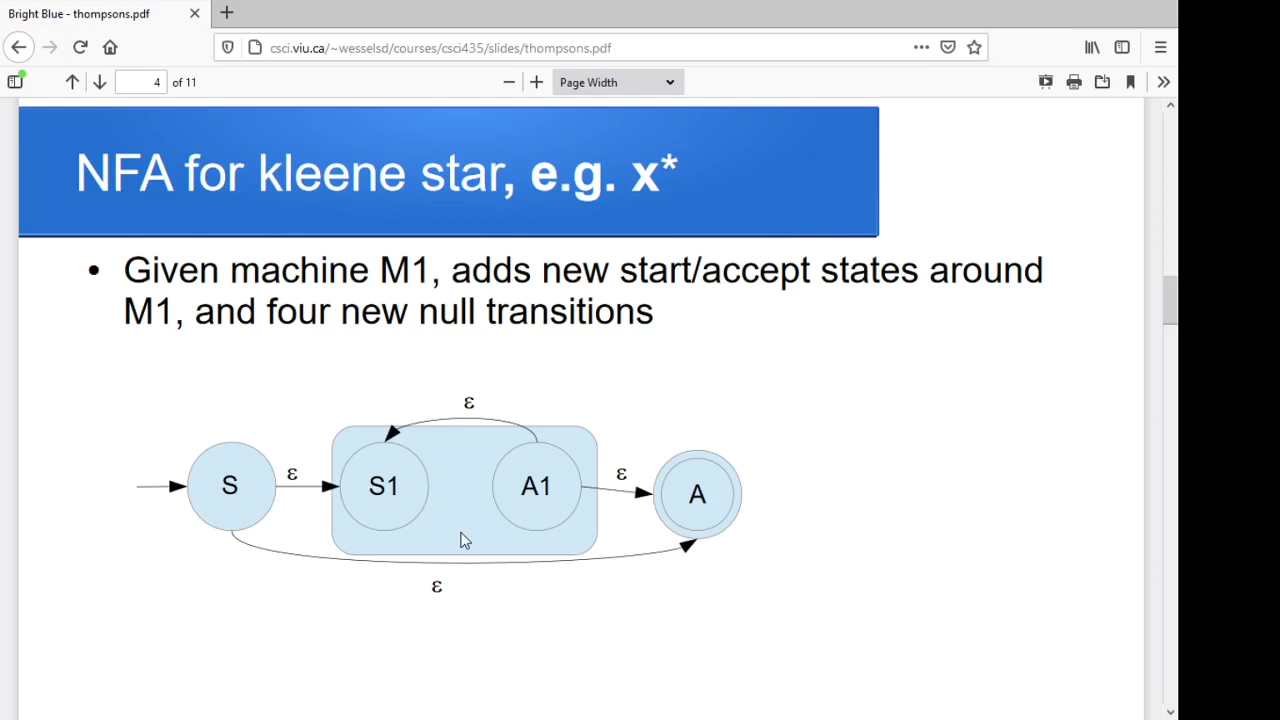 Bright Blue - thompsons.pdf
csci.viu.ca/~wesselsd/courses/csci435/slides/thompsons.pdf
4 of 11
Page Width
NFA for kleene star, e.g. x*
• Given machine M1, adds new start/accept states around
M1, and four new null transitions
ε
S ε S1 A1 ε A
ε